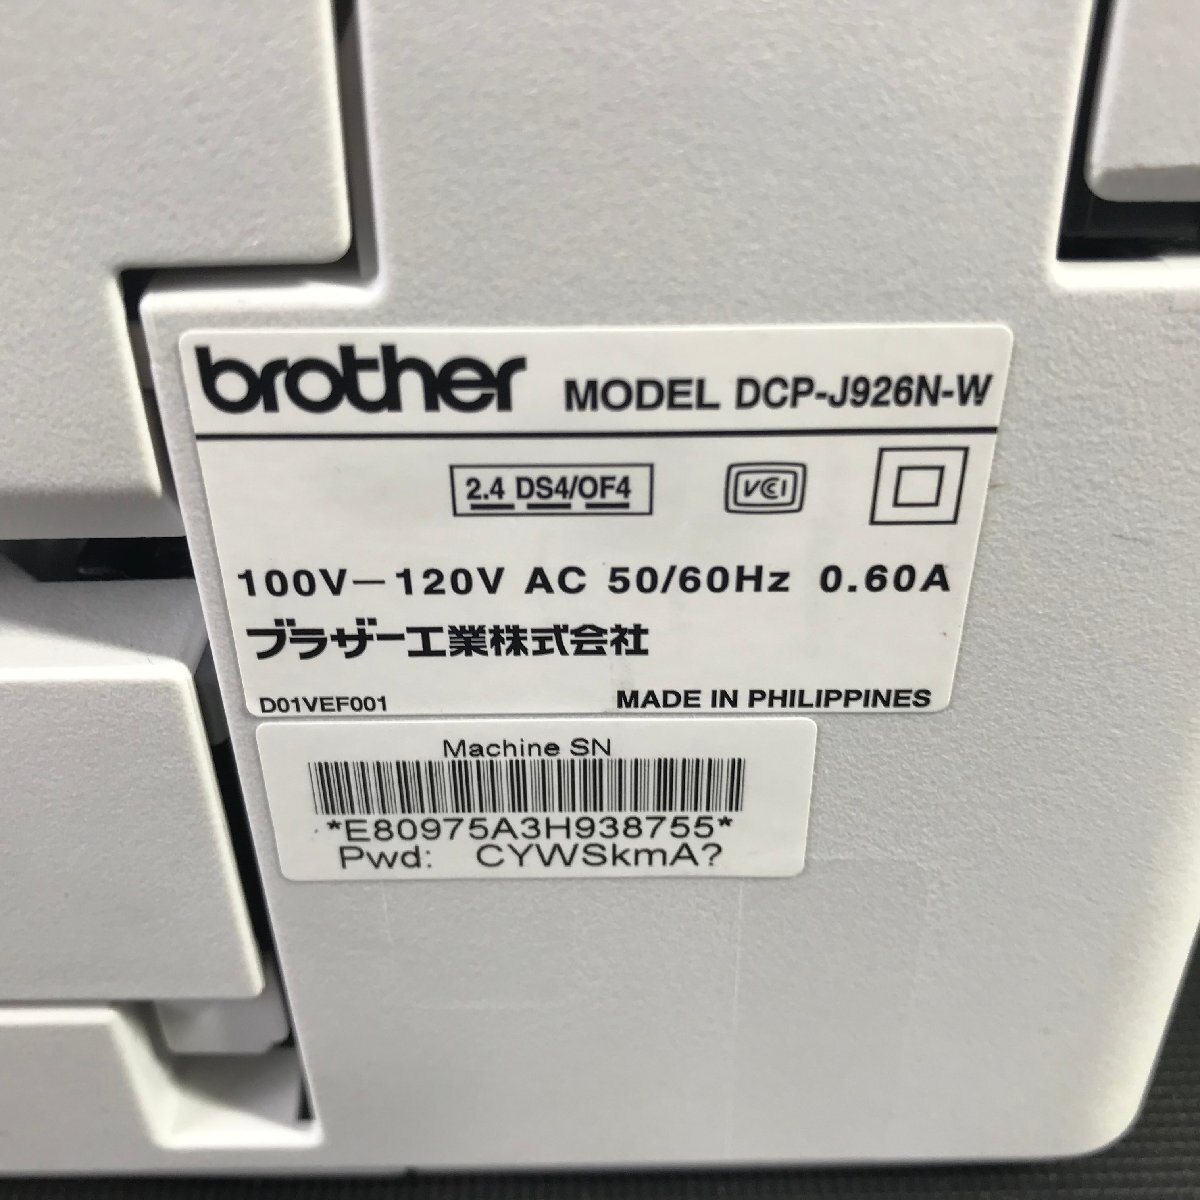 brother MODEL DCP-J926N-W
2.4 DS4/OF4
VCCI
100V－120V AC 50/60Hz 0.60A
ブラザー工業株式会社
D01VEF001 MADE IN PHILIPPINES
Machine SN
*E80975A3H938755*
Pwd: CYWSkmA?